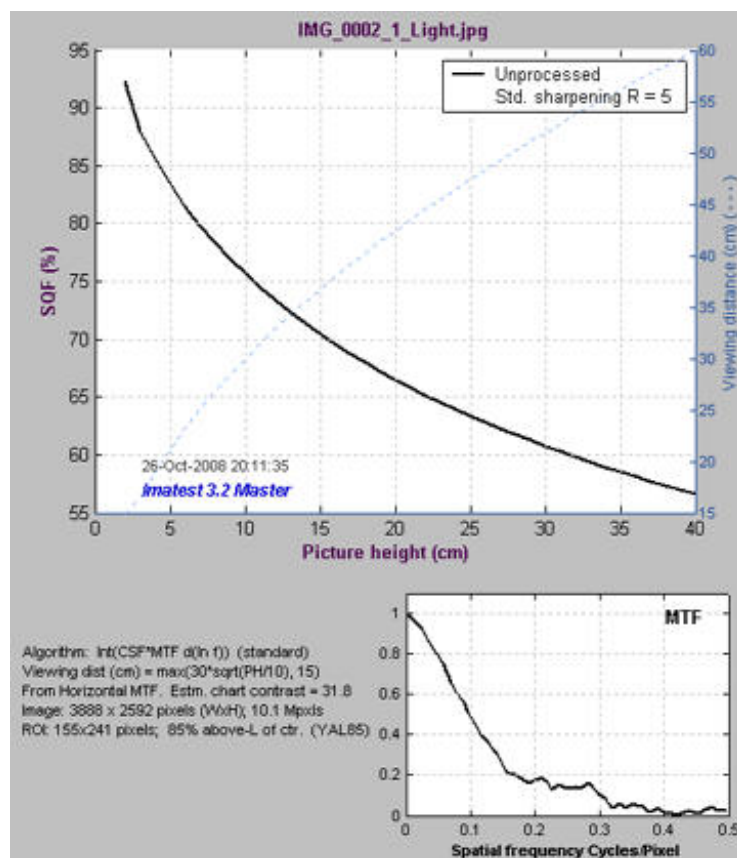 IMG_0002_1_Light.jpg
95
90
85
80
75
70
65
60
55
SQF (%)
Unprocessed
Std. sharpening R = 5
60
55
50
45
40
35
30
25
20
15
Viewing distance (cm) (---)
26-Oct-2008 20:11:35
Imatest 3.2 Master
0 5 10 15 20 25 30 35 40
Picture height (cm)
Algorithm: Int(CSF*MTF d(ln f)) (standard)
Viewing dist (cm) = max(30*sqrt(PH/10), 15)
From Horizontal MTF. Estm. chart contrast = 31.8
Image: 3888 x 2592 pixels (WxH); 10.1 Mpxls
ROI: 155x241 pixels; 85% above-L of ctr. (YAL85)
MTF
1
0.8
0.6
0.4
0.2
0
0 0.1 0.2 0.3 0.4 0.5
Spatial frequency Cycles/Pixel